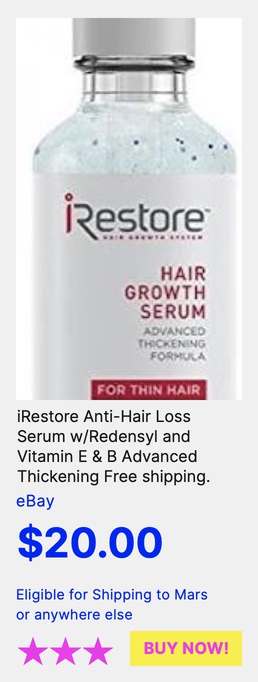 iRestore™
HAIR GROWTH SYSTEM
HAIR
GROWTH
SERUM
ADVANCED
THICKENING
FORMULA
FOR THIN HAIR
iRestore Anti-Hair Loss
Serum w/Redensyl and
Vitamin E & B Advanced
Thickening Free shipping.
eBay
$20.00
Eligible for Shipping to Mars
or anywhere else
BUY NOW!